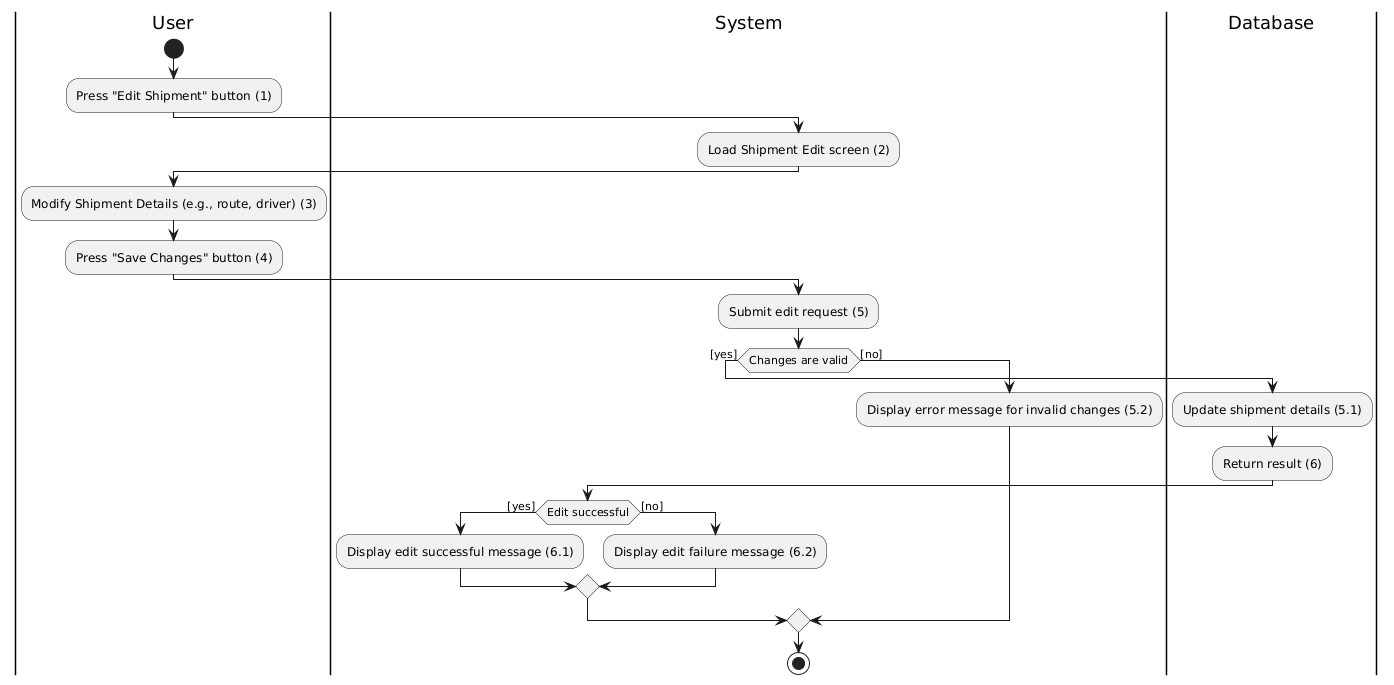 User
System
Database
Press "Edit Shipment" button (1)
Load Shipment Edit screen (2)
Modify Shipment Details (e.g., route, driver) (3)
Press "Save Changes" button (4)
Submit edit request (5)
[yes]
Changes are valid
[no]
Display error message for invalid changes (5.2)
Update shipment details (5.1)
Return result (6)
[yes]
Edit successful
[no]
Display edit successful message (6.1)
Display edit failure message (6.2)